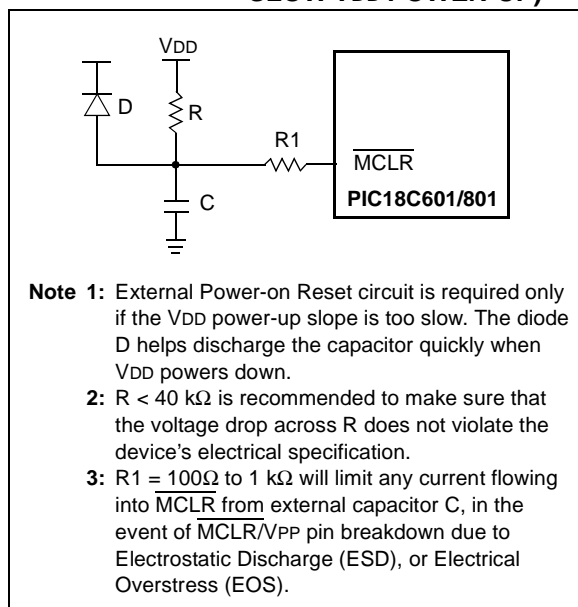 VDD
D
R
R1
C
MCLR
PIC18C601/801
Note 1: External Power-on Reset circuit is required only
if the VDD power-up slope is too slow. The diode
D helps discharge the capacitor quickly when
VDD powers down.
2: R < 40 kΩ is recommended to make sure that
the voltage drop across R does not violate the
device's electrical specification.
3: R1 = 100Ω to 1 kΩ will limit any current flowing
into MCLR from external capacitor C, in the
event of MCLR/VPP pin breakdown due to
Electrostatic Discharge (ESD), or Electrical
Overstress (EOS).